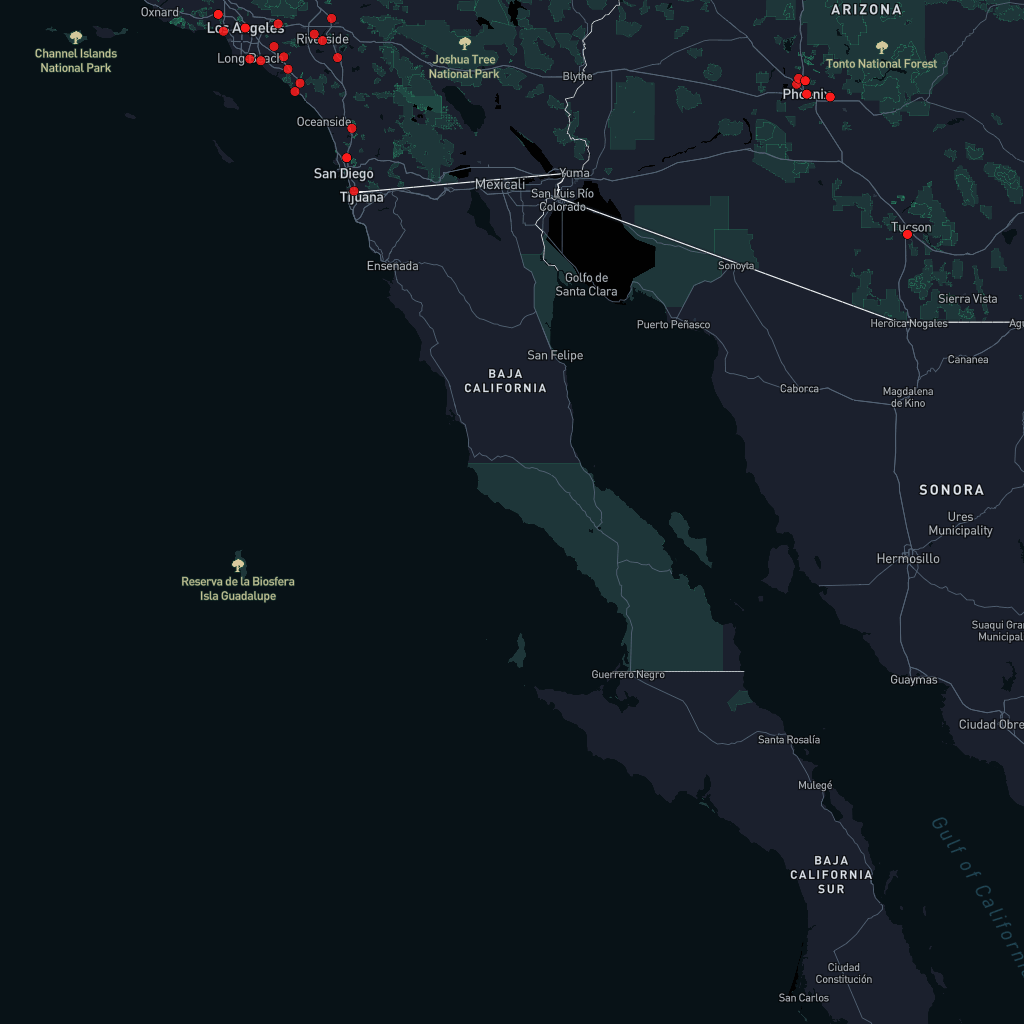 Oxnard
ARIZONA
Los Angeles
Riverside
Channel Islands
National Park
Joshua Tree
National Park
Tonto National Forest
Long Beach
Blythe
Phoenix
Oceanside
San Diego
Yuma
Mexicali
Tijuana
San Luis Río
Colorado
Tucson
Ensenada
Sonoyta
Golfo de
Santa Clara
Sierra Vista
Puerto Peñasco
Heroica Nogales
Agu
San Felipe
Cananea
BAJA
CALIFORNIA
Caborca
Magdalena
de Kino
SONORA
Ures
Municipality
Hermosillo
Reserva de la Biosfera
Isla Guadalupe
Suaqui Gran
Municipal
Guerrero Negro
Guaymas
Ciudad Obre
Santa Rosalía
Mulegé
Gulf of California
BAJA
CALIFORNIA
SUR
Ciudad
Constitución
San Carlos